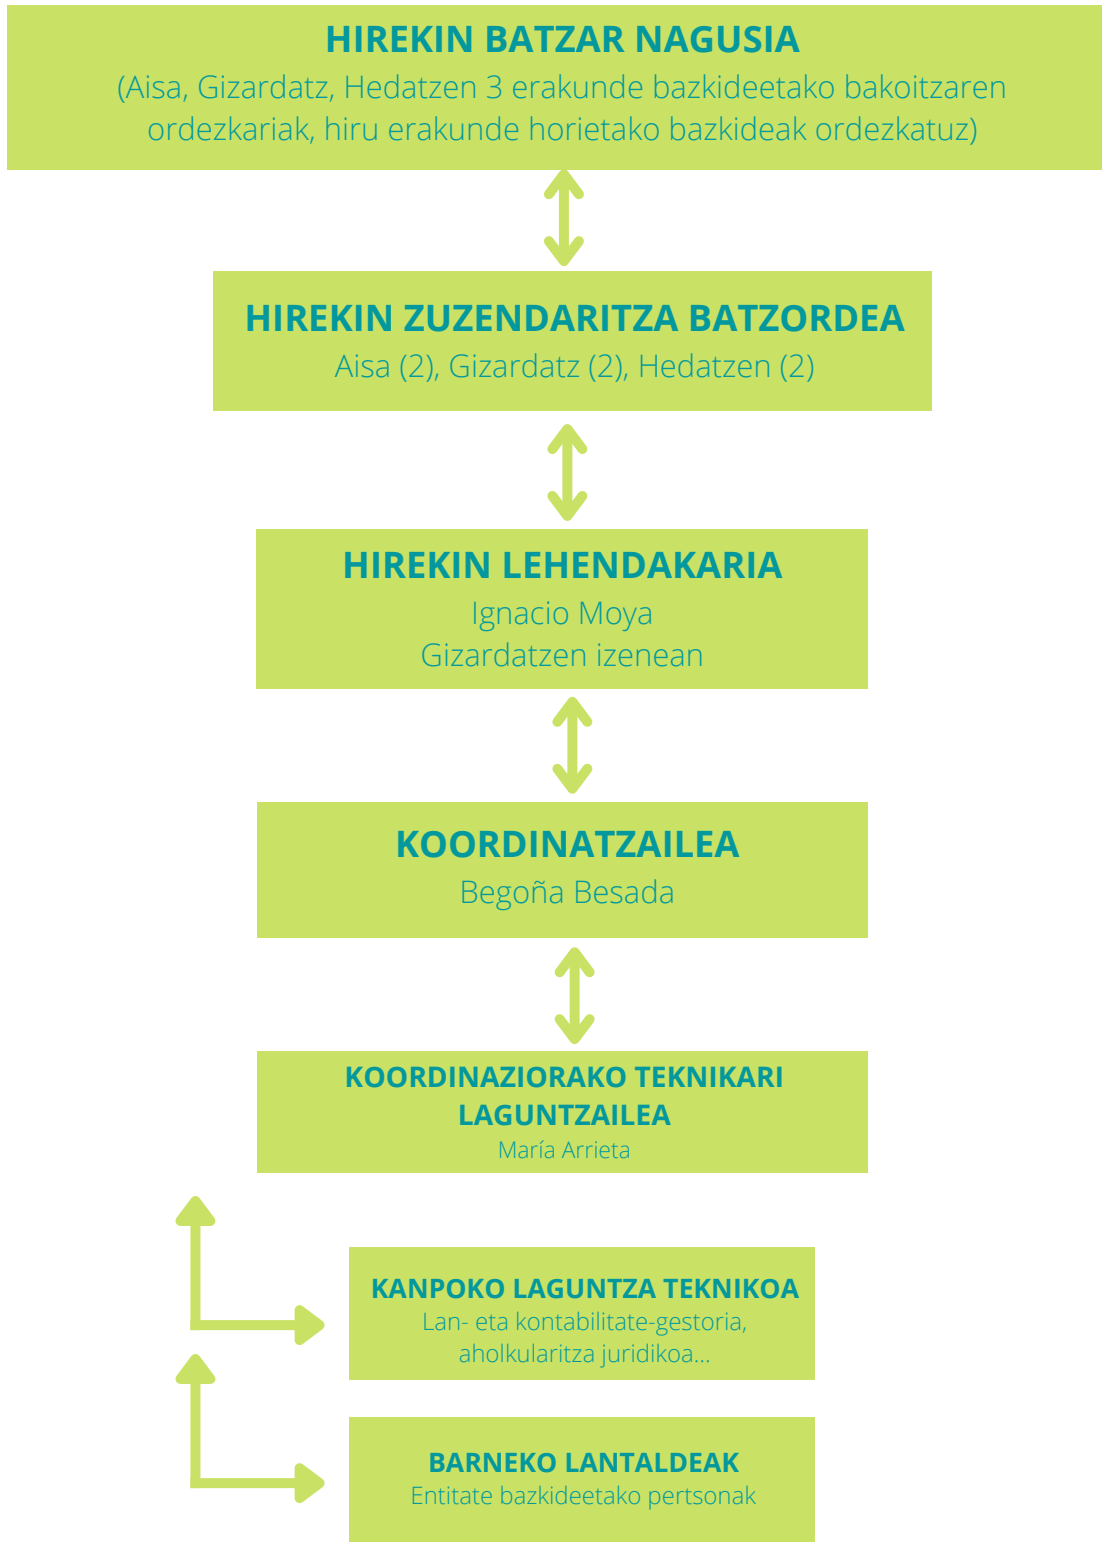 HIREKIN BATZAR NAGUSIA
(Aisa, Gizardatz, Hedatzen 3 erakunde bazkideetako bakoitzaren
ordezkariak, hiru erakunde horietako bazkideak ordezkatuz)
HIREKIN ZUZENDARITZA BATZORDEA
Aisa (2), Gizardatz (2), Hedatzen (2)
HIREKIN LEHENDAKARIA
Ignacio Moya
Gizardatzen izenean
KOORDINATZAILEA
Begoña Besada
KOORDINAZIORAKO TEKNIKARI
LAGUNTZAILEA
María Arrieta
KANPOKO LAGUNTZA TEKNIKOA
Lan- eta kontabilitate-gestoria,
aholkularitza juridikoa...
BARNEKO LANTALDEAK
Entitate bazkideetako pertsonak